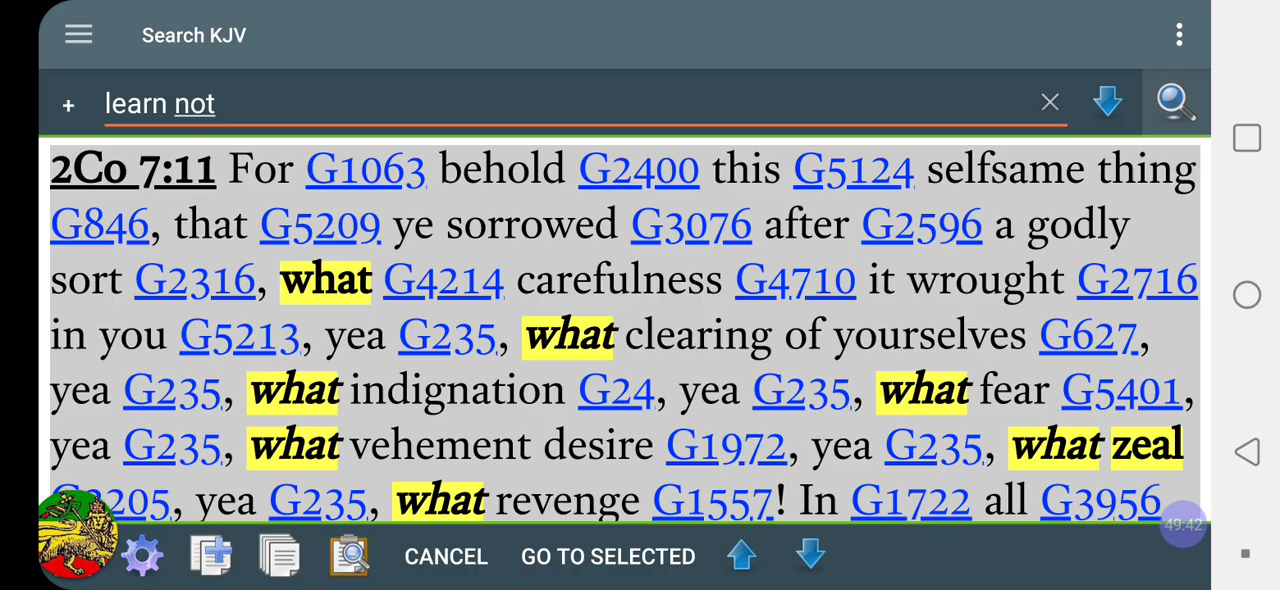 Search KJV
+ learn not
2Co 7:11 For G1063 behold G2400 this G5124 selfsame thing
G846, that G5209 ye sorrowed G3076 after G2596 a godly
sort G2316, what G4214 carefulness G4710 it wrought G2716
in you G5213, yea G235, what clearing of yourselves G627,
yea G235, what indignation G24, yea G235, what fear G5401,
yea G235, what vehement desire G1972, yea G235, what zeal
G2205, yea G235, what revenge G1557! In G1722 all G3956
49:42
CANCEL GO TO SELECTED